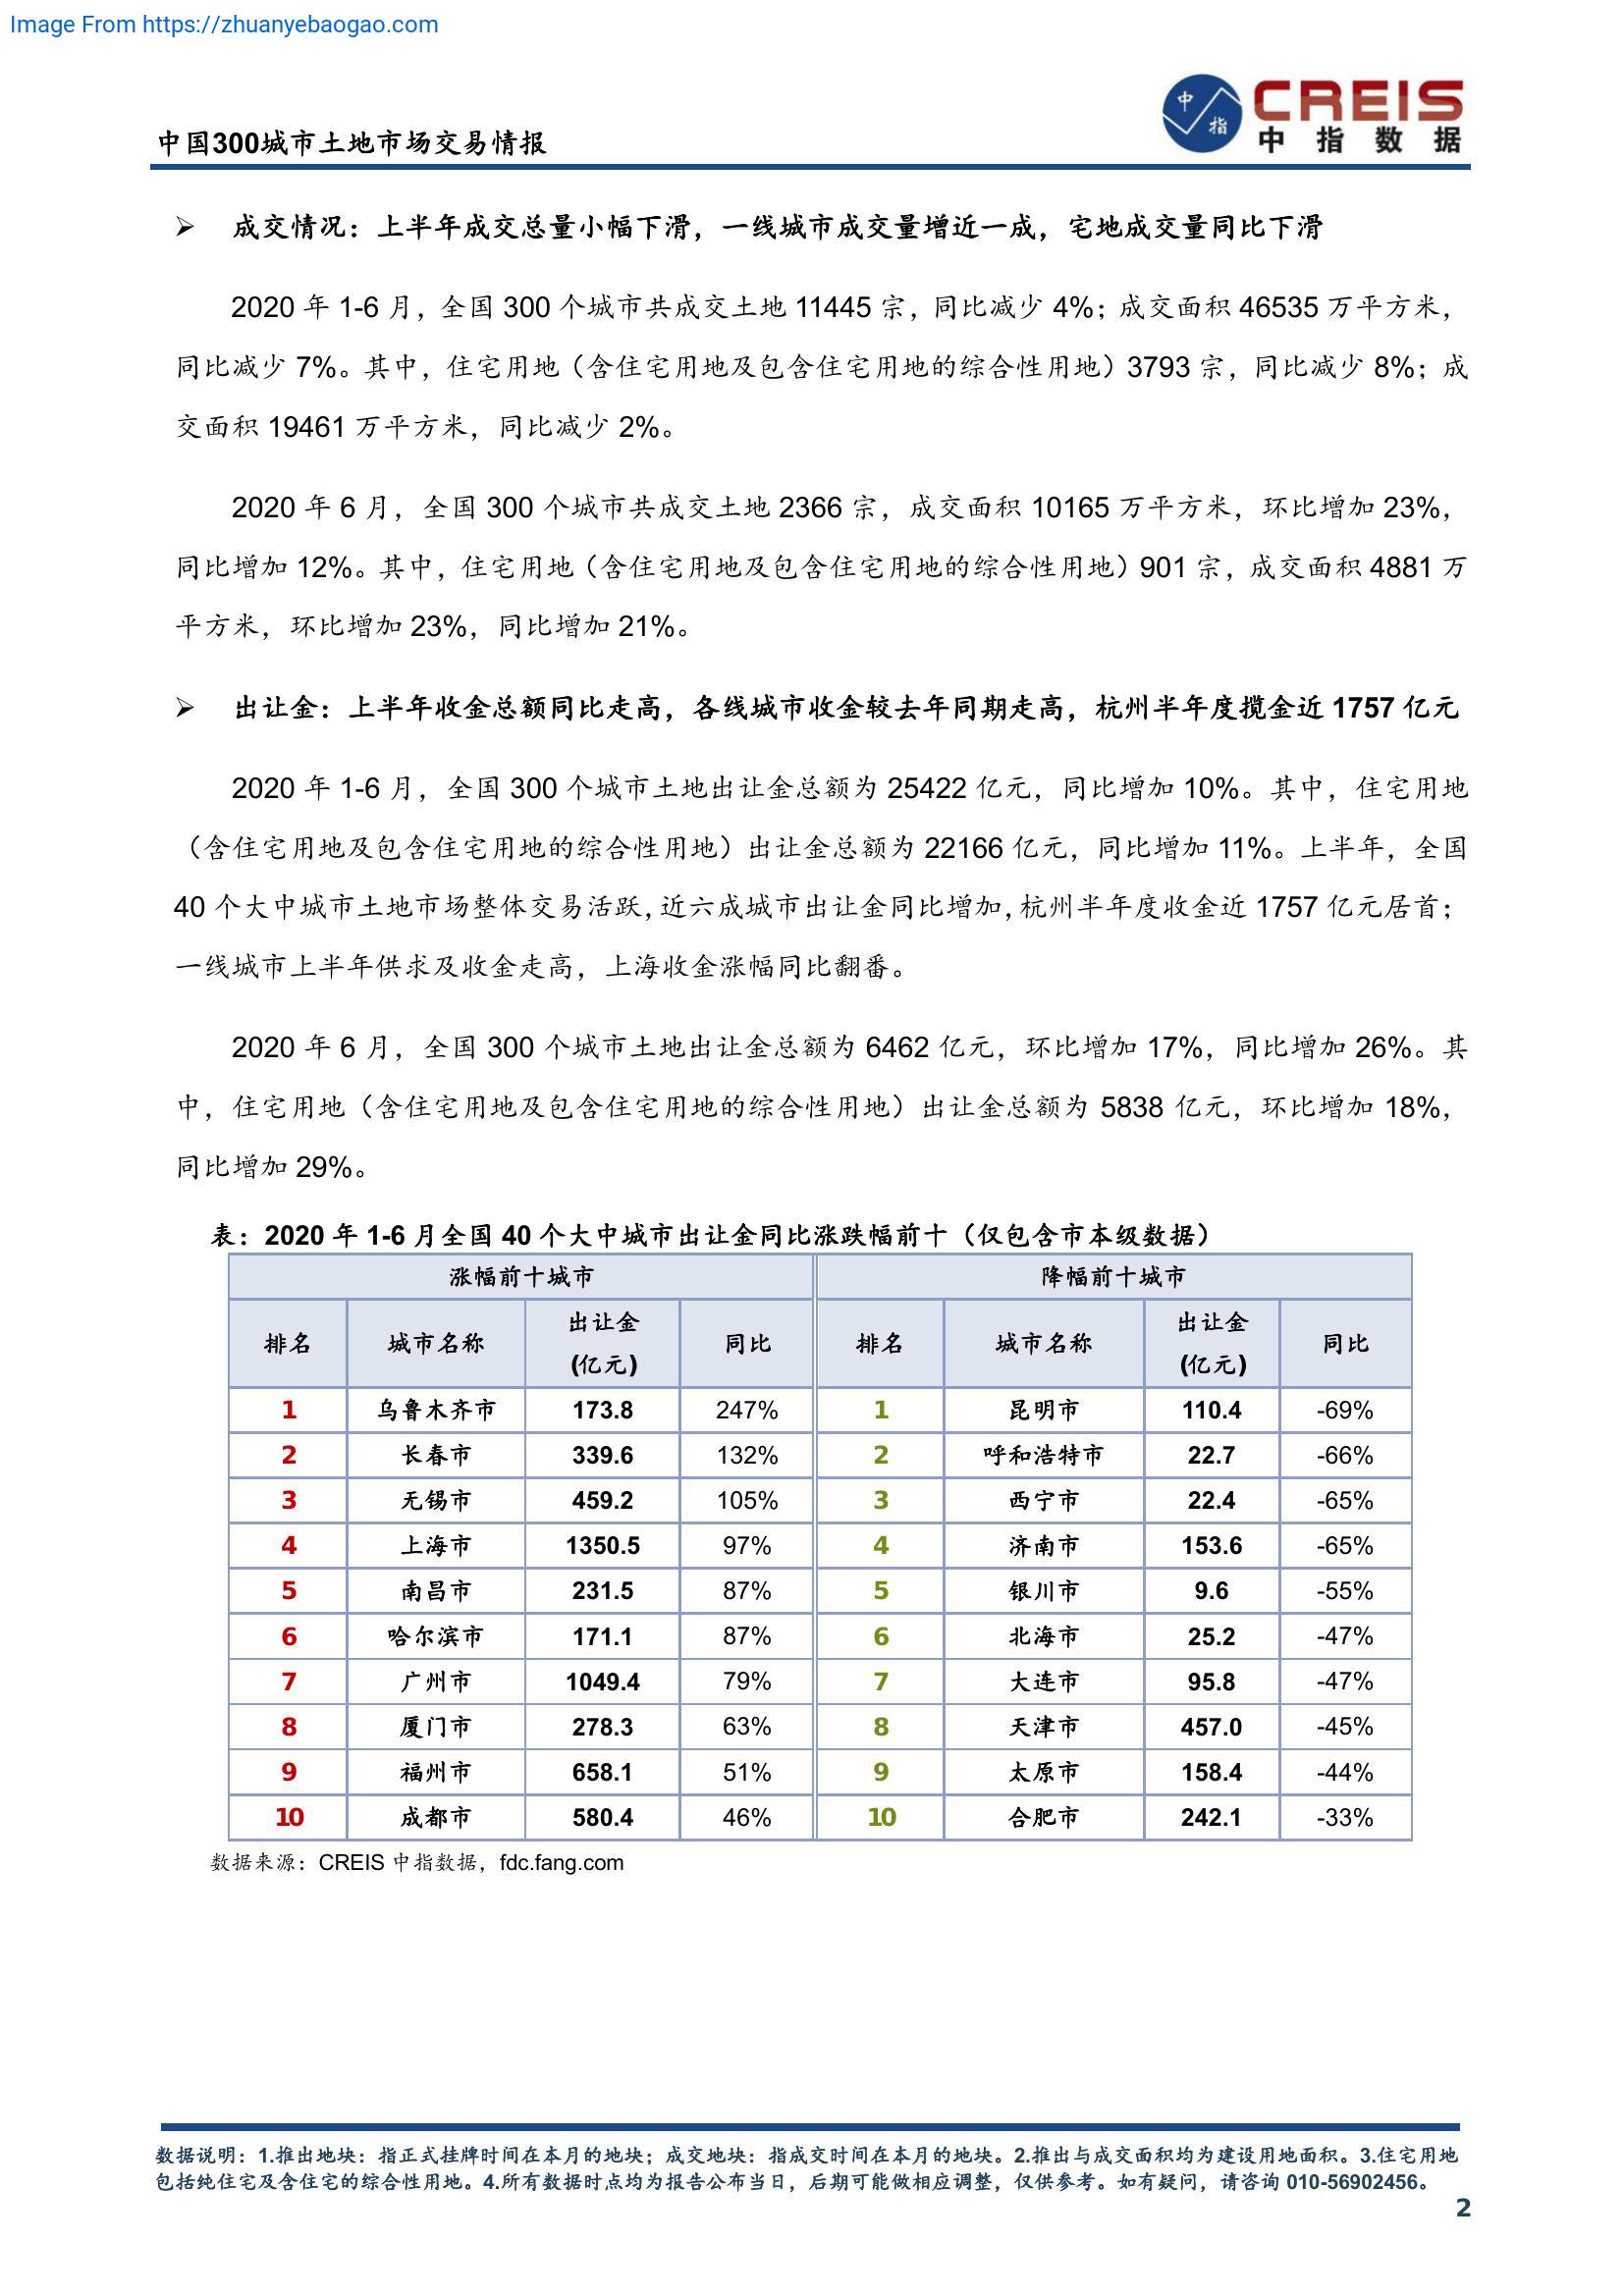 Image From https://zhuanyebaogao.com
中 指
CREIS
中指数据
中国300城市土地市场交易情报
➢ 成交情况：上半年成交总量小幅下滑，一线城市成交量增近一成，宅地成交量同比下滑
2020 年 1-6 月，全国 300 个城市共成交土地 11445 宗，同比减少 4%；成交面积 46535 万平方米，
同比减少 7%。其中，住宅用地（含住宅用地及包含住宅用地的综合性用地）3793 宗，同比减少 8%；成
交面积 19461 万平方米，同比减少 2%。
2020 年 6 月，全国 300 个城市共成交土地 2366 宗，成交面积 10165 万平方米，环比增加 23%，
同比增加 12%。其中，住宅用地（含住宅用地及包含住宅用地的综合性用地）901 宗，成交面积 4881 万
平方米，环比增加 23%，同比增加 21%。
➢ 出让金：上半年收金总额同比走高，各线城市收金较去年同期走高，杭州半年度揽金近 1757 亿元
2020 年 1-6 月，全国 300 个城市土地出让金总额为 25422 亿元，同比增加 10%。其中，住宅用地
（含住宅用地及包含住宅用地的综合性用地）出让金总额为 22166 亿元，同比增加 11%。上半年，全国
40 个大中城市土地市场整体交易活跃，近六成城市出让金同比增加，杭州半年度收金近 1757 亿元居首；
一线城市上半年供求及收金走高，上海收金涨幅同比翻番。
2020 年 6 月，全国 300 个城市土地出让金总额为 6462 亿元，环比增加 17%，同比增加 26%。其
中，住宅用地（含住宅用地及包含住宅用地的综合性用地）出让金总额为 5838 亿元，环比增加 18%，
同比增加 29%。
表：2020 年 1-6 月全国 40 个大中城市出让金同比涨跌幅前十（仅包含市本级数据）
涨幅前十城市 降幅前十城市
排名 城市名称 出让金(亿元) 同比 排名 城市名称 出让金(亿元) 同比
1 乌鲁木齐市 173.8 247% 1 昆明市 110.4 -69%
2 长春市 339.6 132% 2 呼和浩特市 22.7 -66%
3 无锡市 459.2 105% 3 西宁市 22.4 -65%
4 上海市 1350.5 97% 4 济南市 153.6 -65%
5 南昌市 231.5 87% 5 银川市 9.6 -55%
6 哈尔滨市 171.1 87% 6 北海市 25.2 -47%
7 广州市 1049.4 79% 7 大连市 95.8 -47%
8 厦门市 278.3 63% 8 天津市 457.0 -45%
9 福州市 658.1 51% 9 太原市 158.4 -44%
10 成都市 580.4 46% 10 合肥市 242.1 -33%
数据来源：CREIS 中指数据，fdc.fang.com
数据说明：1.推出地块：指正式挂牌时间在本月的地块；成交地块：指成交时间在本月的地块。2.推出与成交面积均为建设用地面积。3.住宅用地
包括纯住宅及含住宅的综合性用地。4.所有数据时点均为报告公布当日，后期可能做相应调整，仅供参考。如有疑问，请咨询 010-56902456。
2